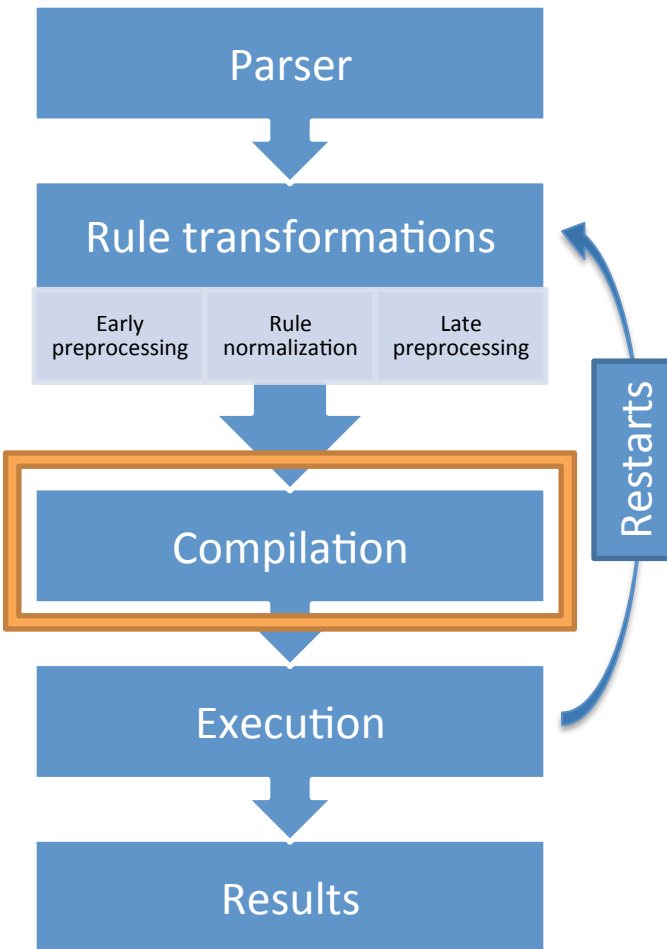 Parser
Rule transformations
Early
preprocessing
Rule
normalization
Late
preprocessing
Restarts
Compilation
Execution
Results